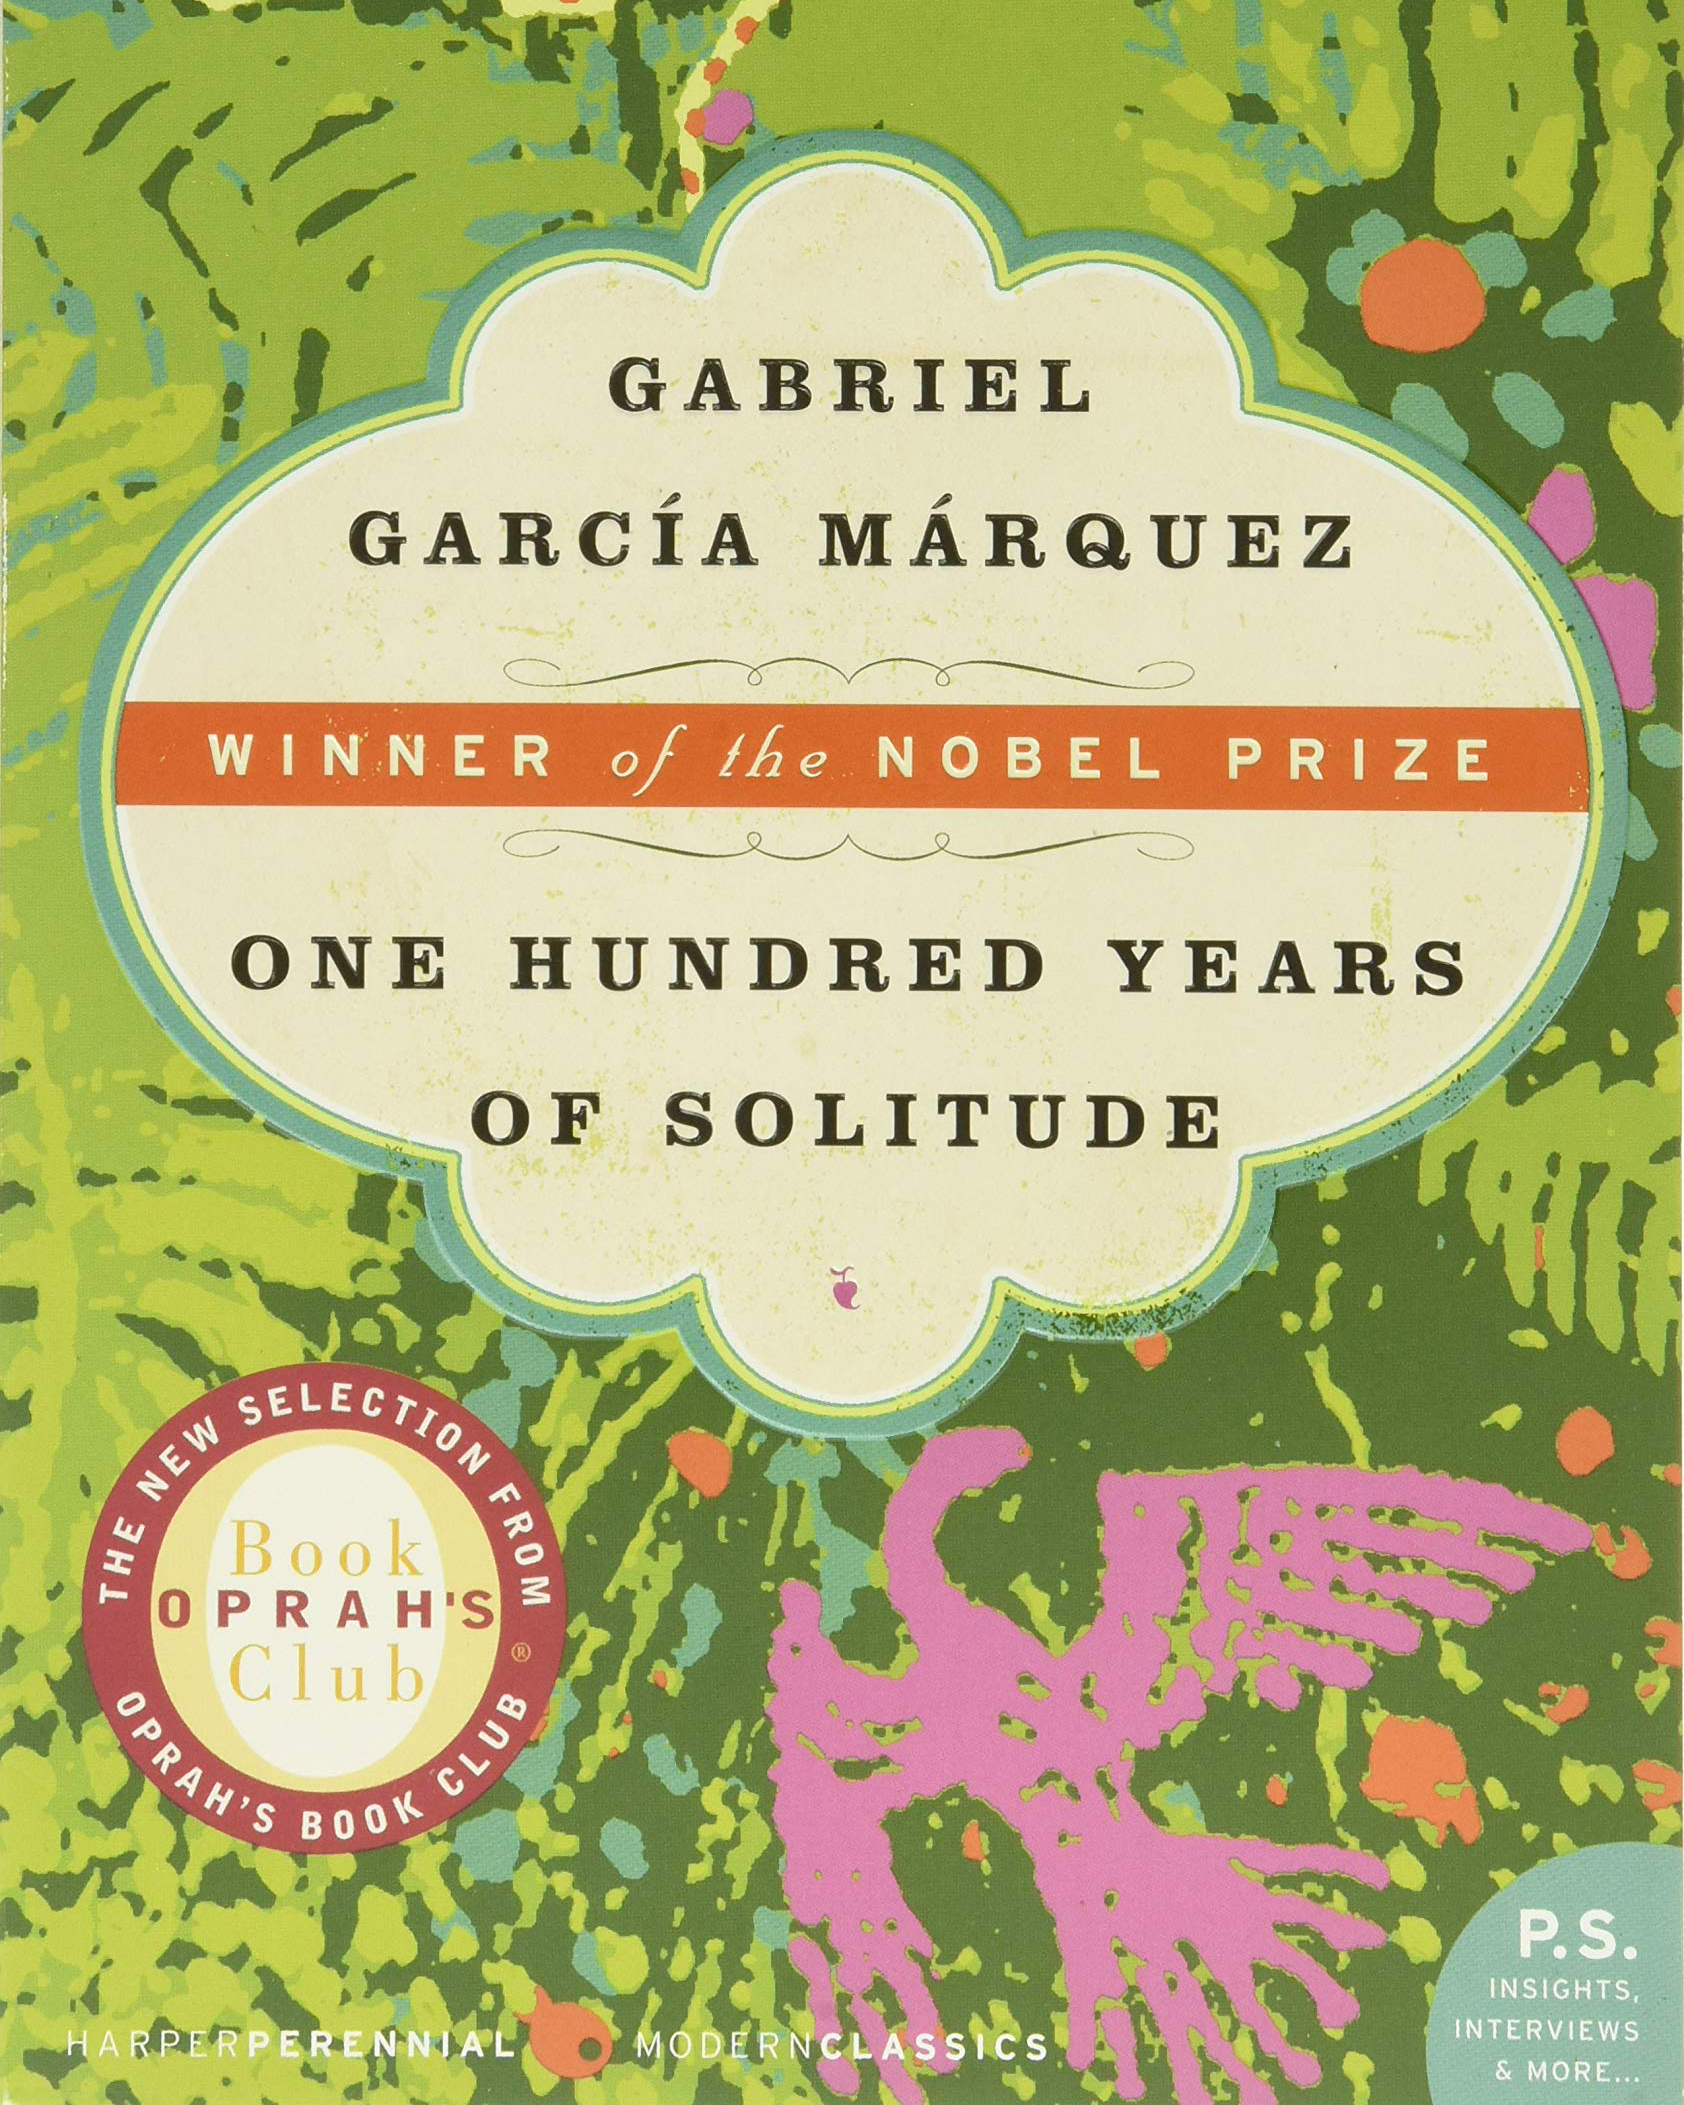 GABRIEL
GARCÍA MÁRQUEZ
WINNER of the NOBEL PRIZE
ONE HUNDRED YEARS
OF SOLITUDE
THE NEW SELECTION FROM
Book
OPRAH'S
Club ®
OPRAH'S BOOK CLUB
P.S.
INSIGHTS,
INTERVIEWS
& MORE...
HARPERPERENNIAL MODERNCLASSICS